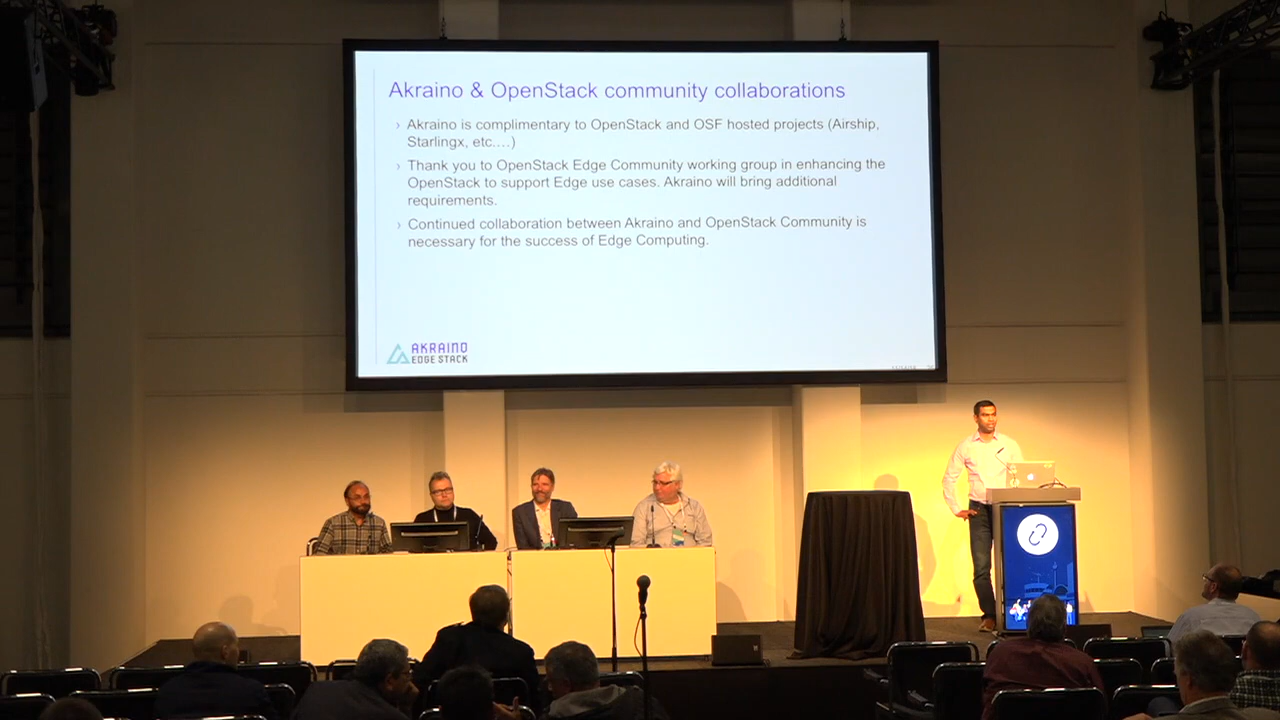 Akraino & OpenStack community collaborations
› Akraino is complimentary to OpenStack and OSF hosted projects (Airship,
Starlingx, etc.…)
› Thank you to OpenStack Edge Community working group in enhancing the
OpenStack to support Edge use cases. Akraino will bring additional
requirements.
› Continued collaboration between Akraino and OpenStack Community is
necessary for the success of Edge Computing.
AKRAINO
EDGE STACK